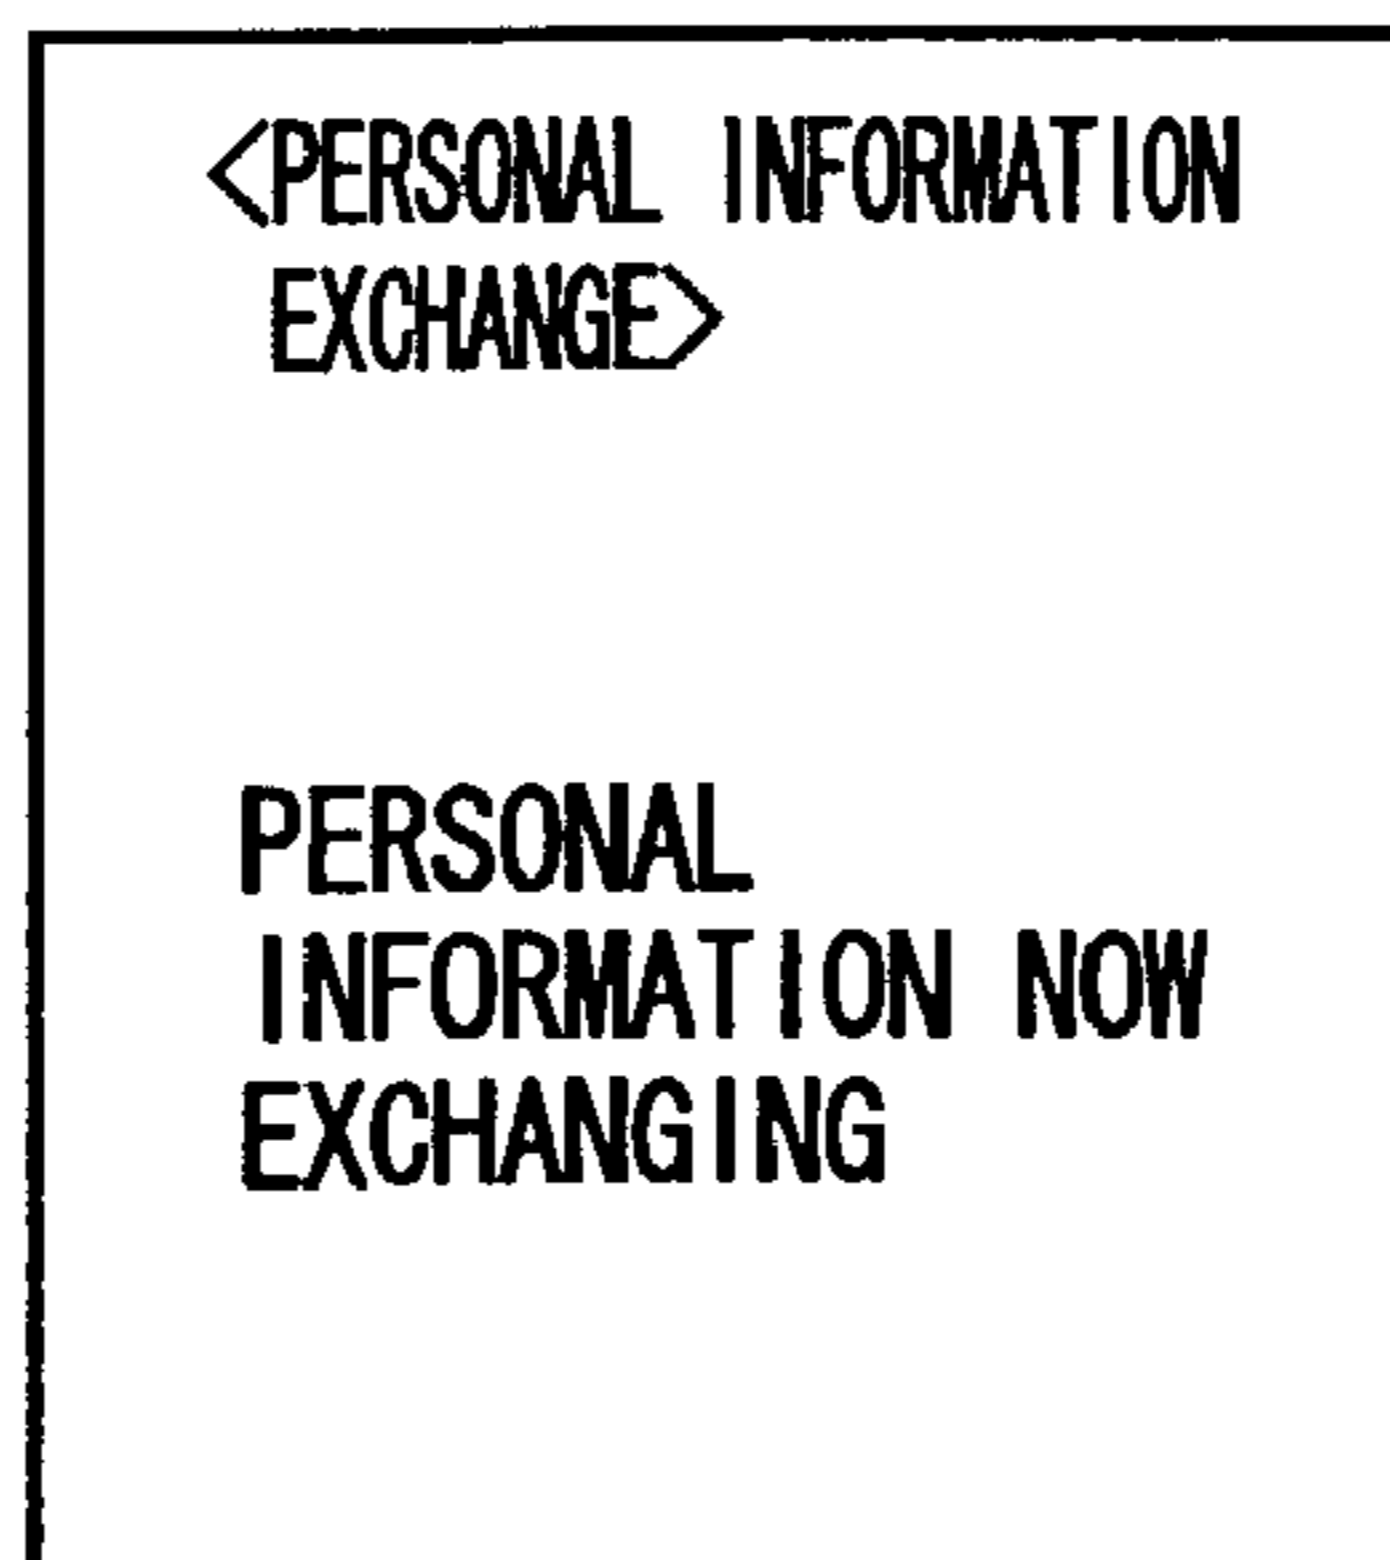 <PERSONAL INFORMATION
EXCHANGE>
PERSONAL
INFORMATION NOW
EXCHANGING